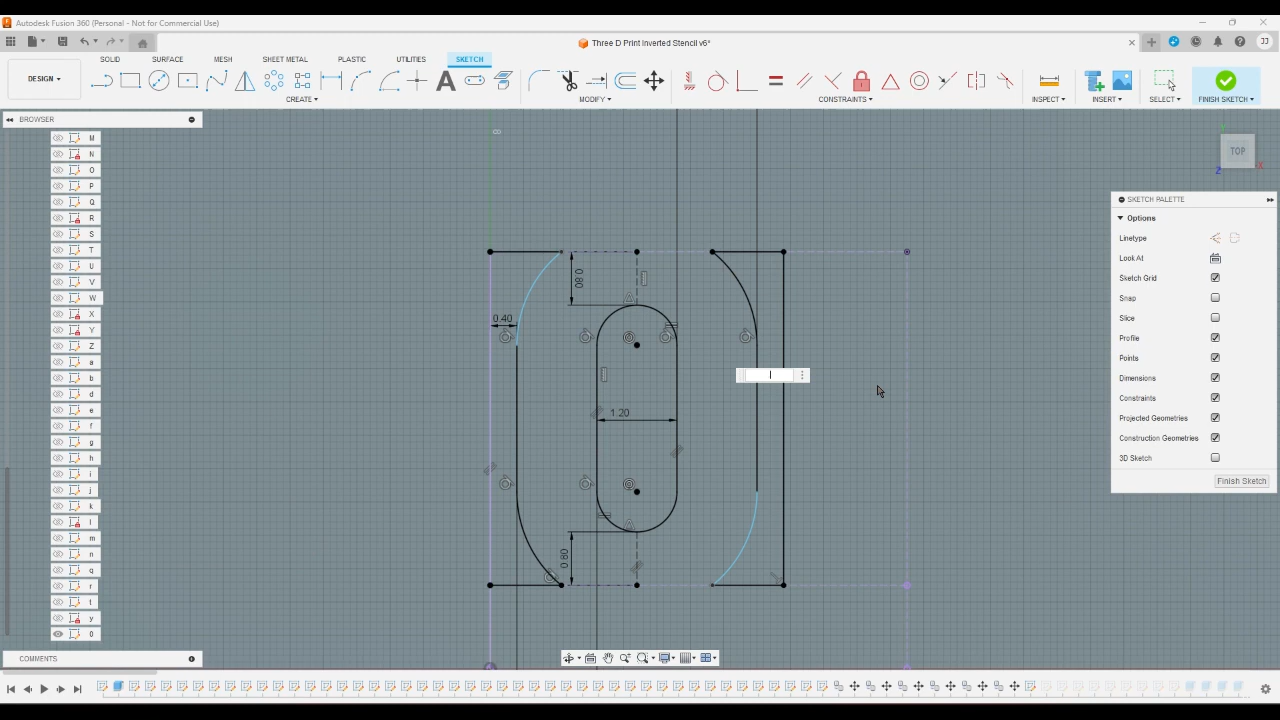 Autodesk Fusion 360 (Personal - Not for Commercial Use)
Three D Print Inverted Stencil v6*
JJ
DESIGN
SOLID SURFACE MESH SHEET METAL PLASTIC UTILITIES SKETCH
CREATE MODIFY CONSTRAINTS INSPECT INSERT SELECT FINISH SKETCH
BROWSER
M
N
O
P
Q
R
S
T
U
V
W
X
Y
Z
a
b
d
e
f
g
h
i
j
k
l
m
n
q
r
t
y
0
TOP
X
Y
Z
0.80
0.40
1.20
0.80
SKETCH PALETTE
Options
Linetype
Look At
Sketch Grid
Snap
Slice
Profile
Points
Dimensions
Constraints
Projected Geometries
Construction Geometries
3D Sketch
Finish Sketch
COMMENTS